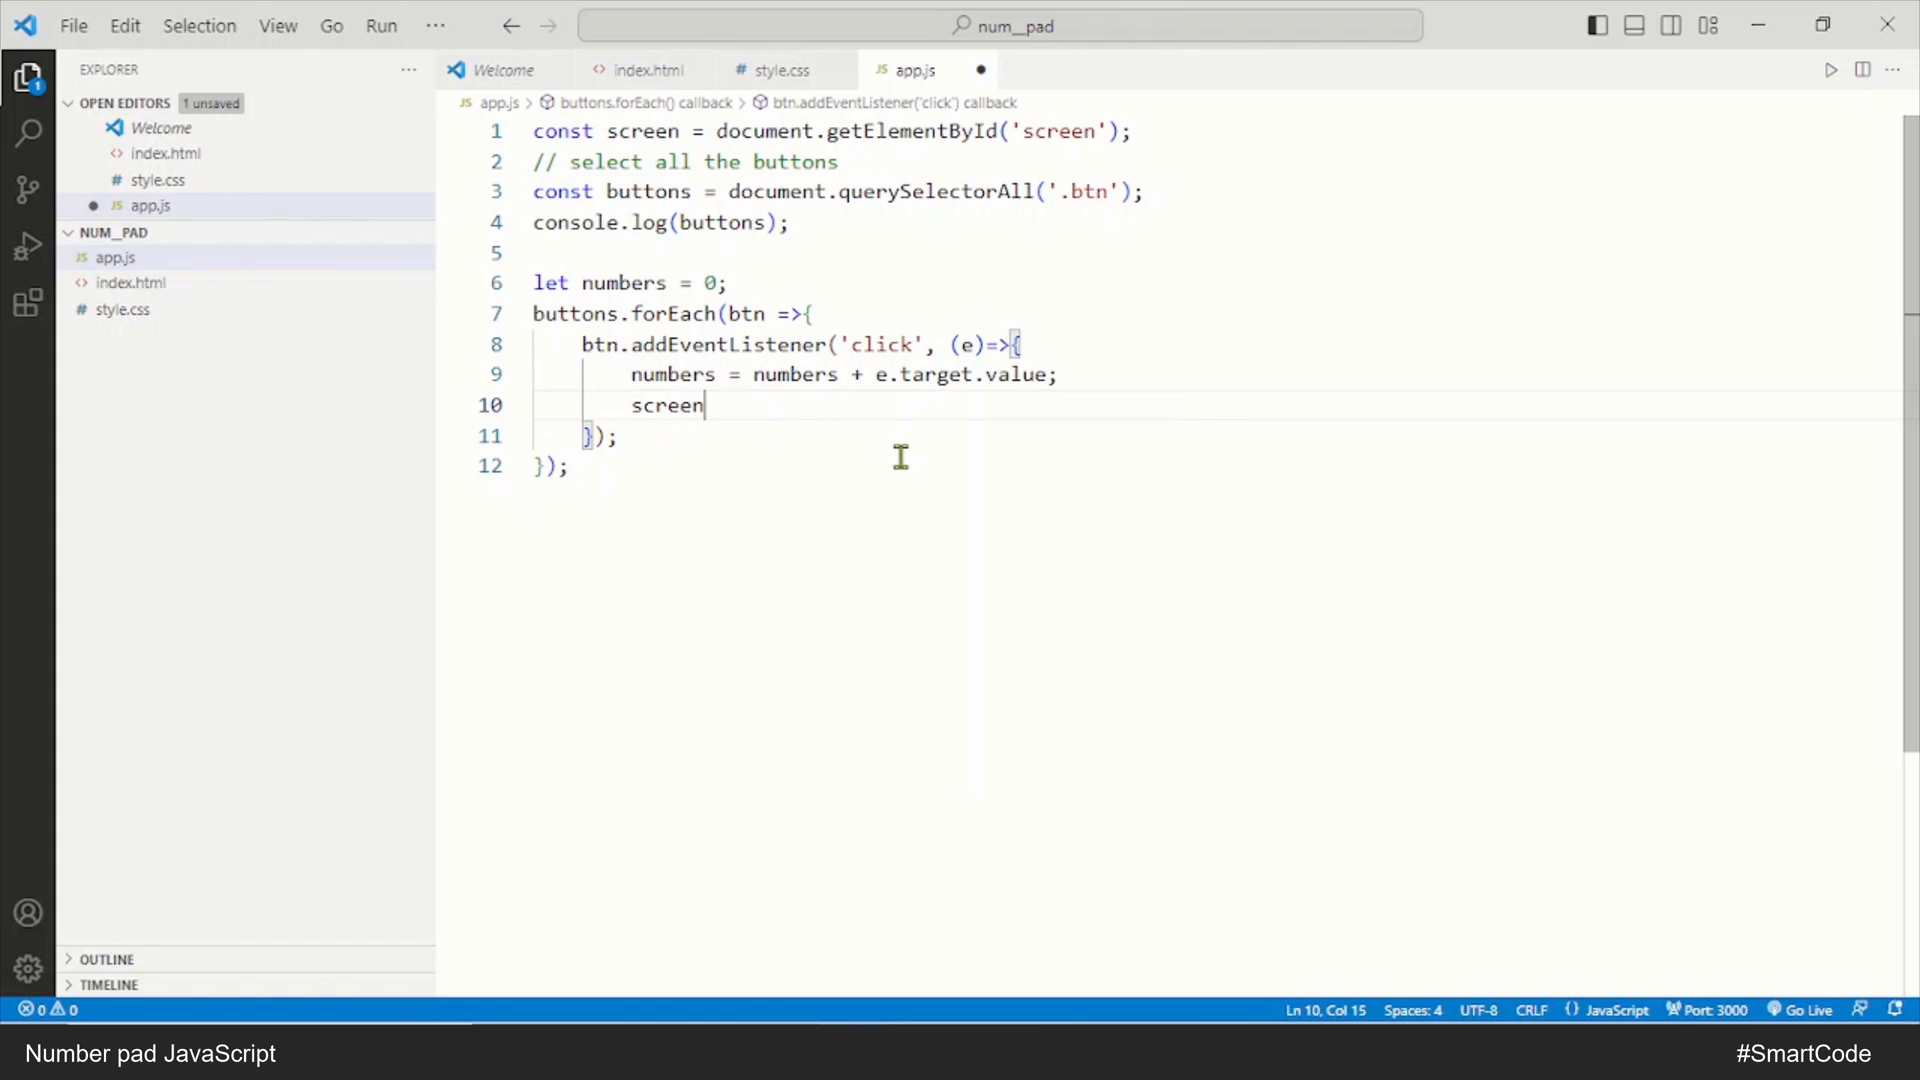 File Edit Selection View Go Run ··· num_pad
EXPLORER ···
OPEN EDITORS 1 unsaved
Welcome
index.html
style.css
JS app.js
NUM_PAD
JS app.js
index.html
# style.css
Welcome <> index.html # style.css JS app.js ●
JS app.js > buttons.forEach() callback > btn.addEventListener('click') callback
1 const screen = document.getElementById('screen');
2 // select all the buttons
3 const buttons = document.querySelectorAll('.btn');
4 console.log(buttons);
5
6 let numbers = 0;
7 buttons.forEach(btn =>{
8 btn.addEventListener('click', (e)=>{
9 numbers = numbers + e.target.value;
10 screen
11 });
12 });
OUTLINE
TIMELINE
0 0 Ln 10, Col 15 Spaces: 4 UTF-8 CRLF {} JavaScript Port: 3000 Go Live
Number pad JavaScript #SmartCode